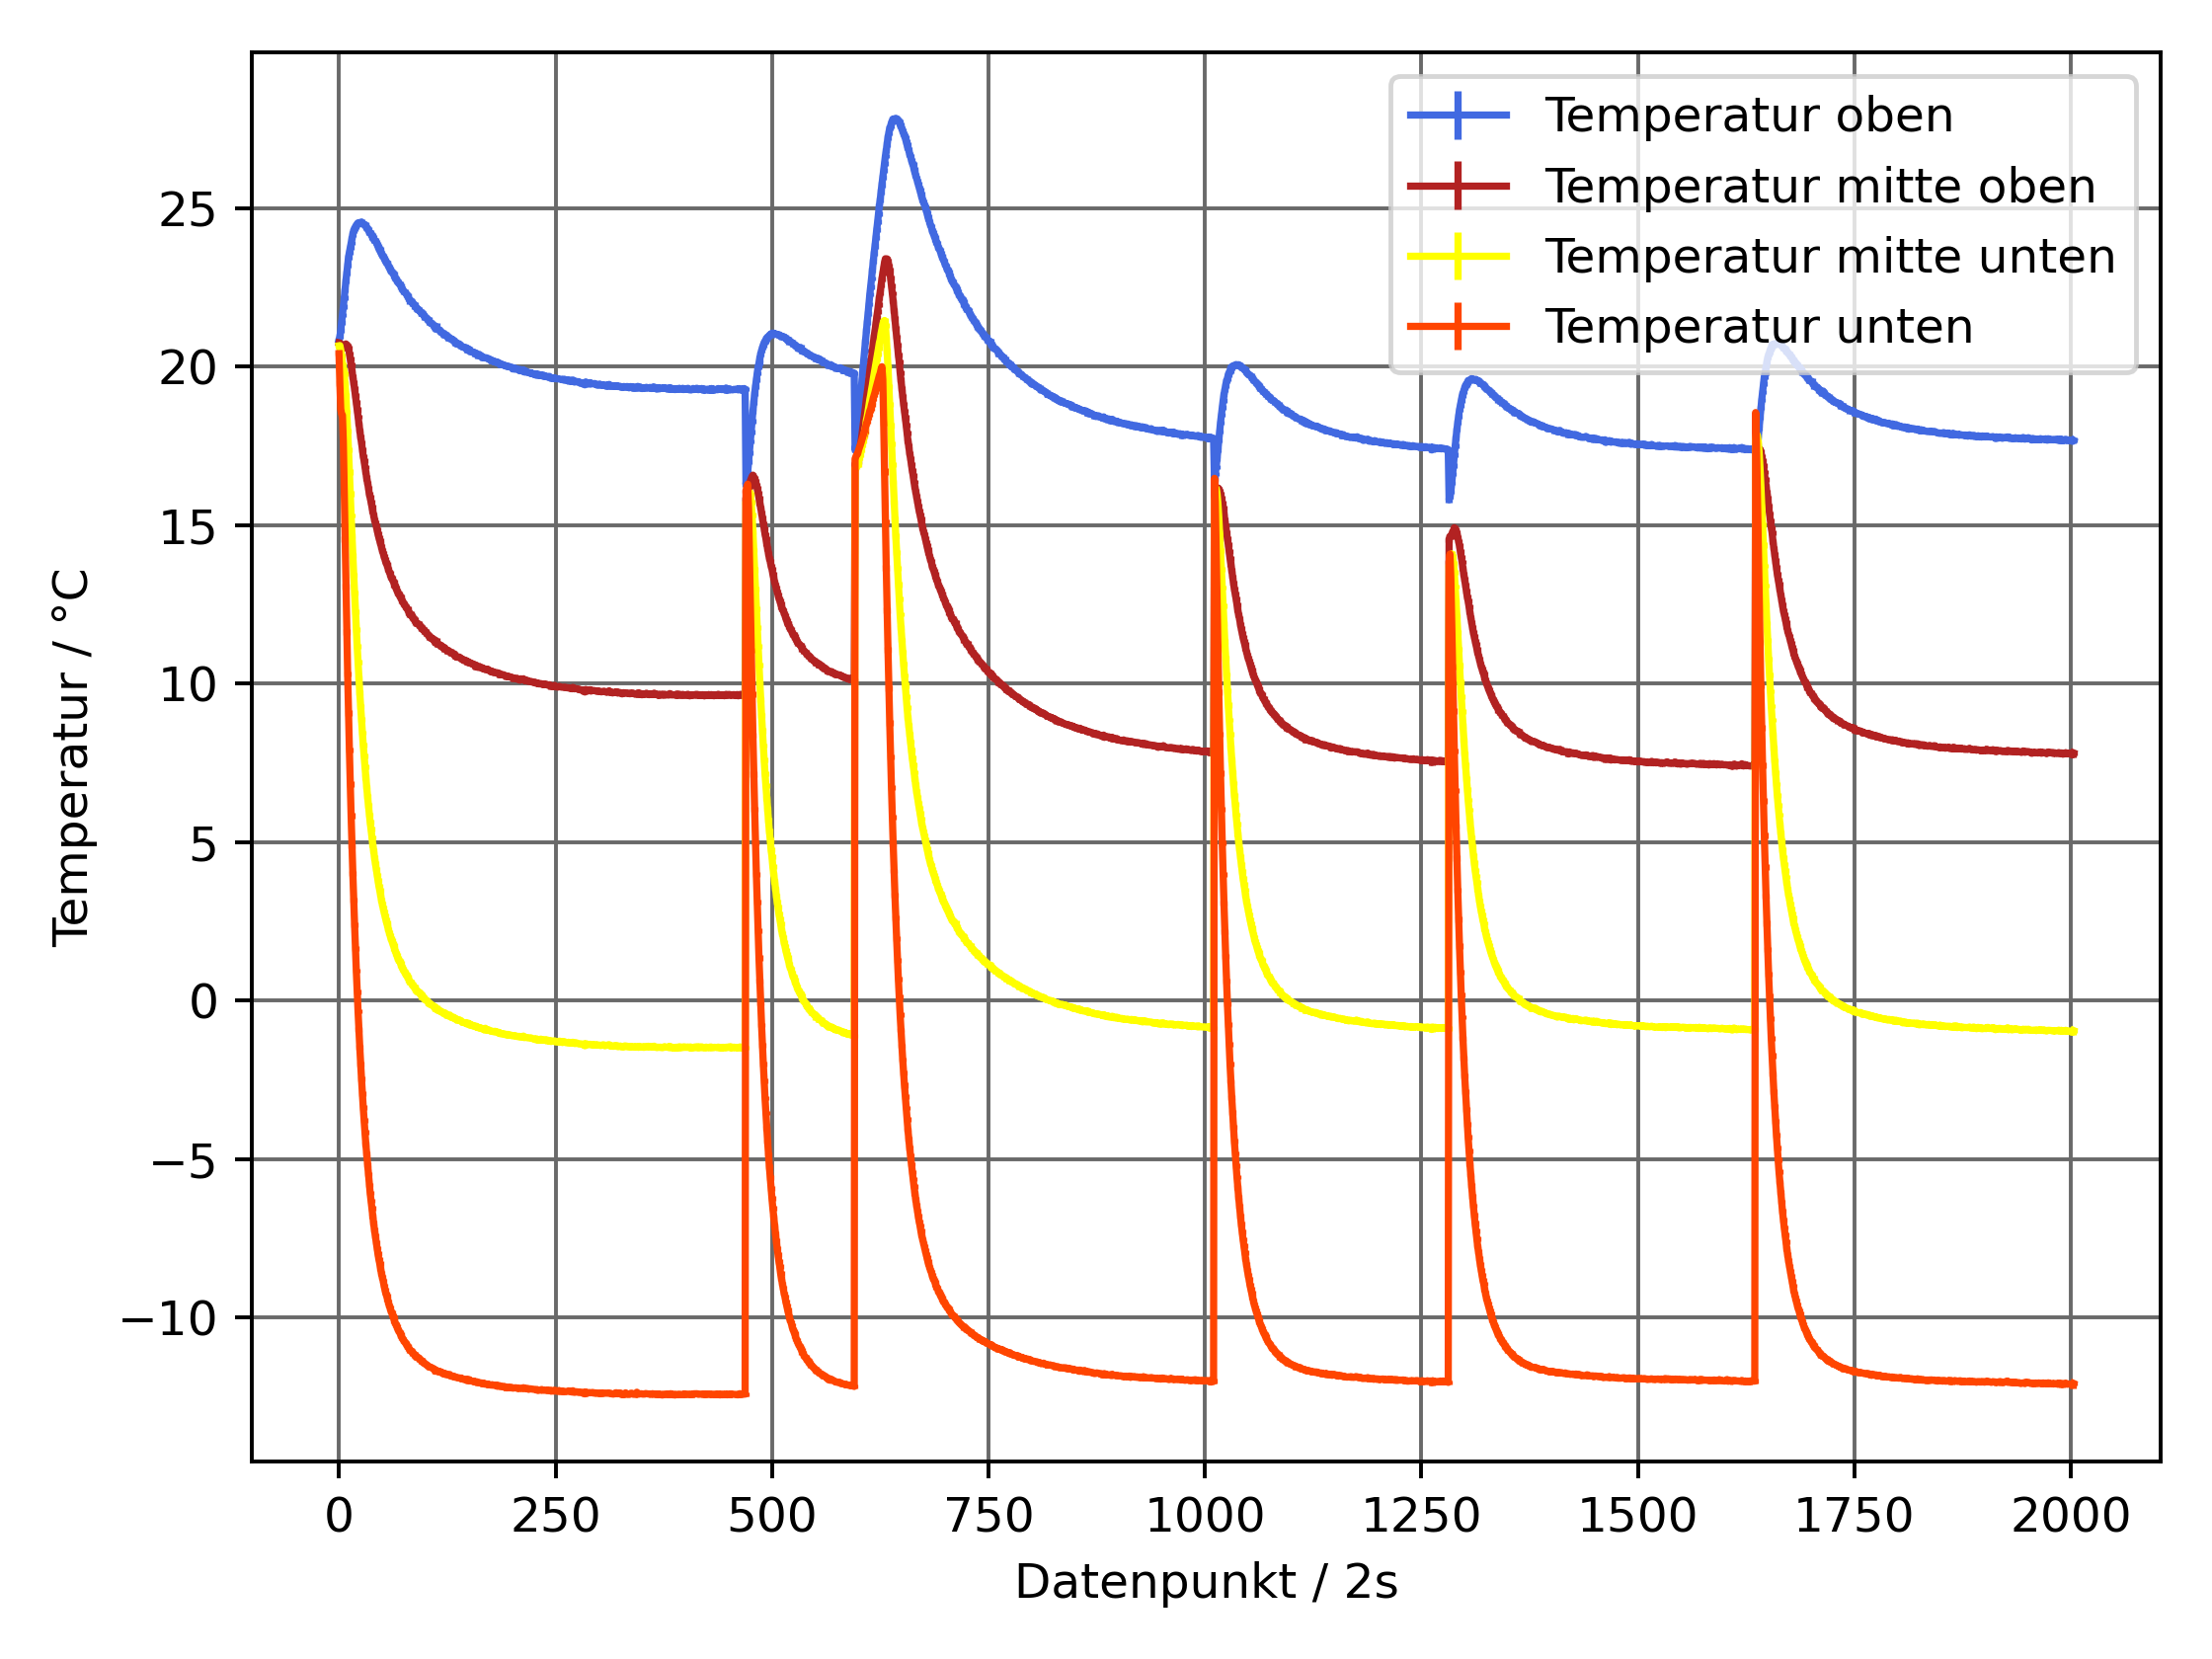 Temperatur oben
Temperatur mitte oben
Temperatur mitte unten
Temperatur unten
Temperatur / °C
25
20
15
10
5
0
−5
−10
0 250 500 750 1000 1250 1500 1750 2000
Datenpunkt / 2s